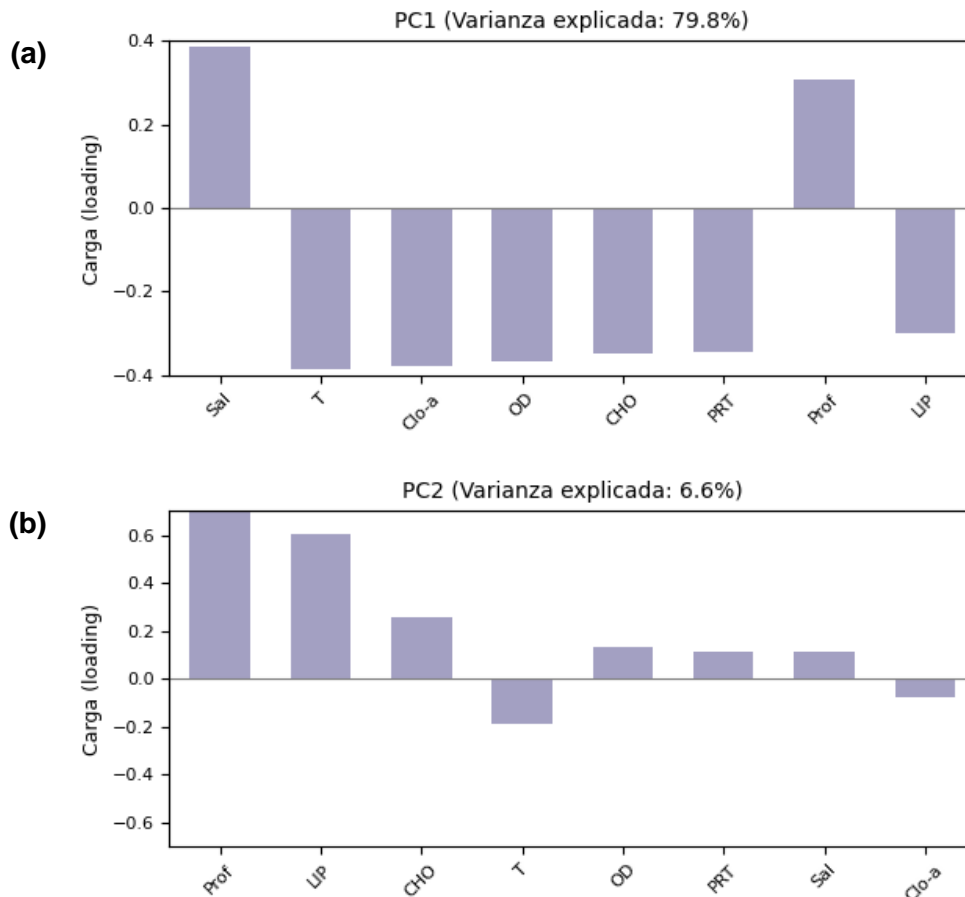 (a)
PC1 (Varianza explicada: 79.8%)
Carga (loading)
0.4
0.2
0.0
−0.2
−0.4
Sal T Clo-a OD CHO PRT Prof LIP
(b)
PC2 (Varianza explicada: 6.6%)
Carga (loading)
0.6
0.4
0.2
0.0
−0.2
−0.4
−0.6
Prof LIP CHO T OD PRT Sal Clo-a